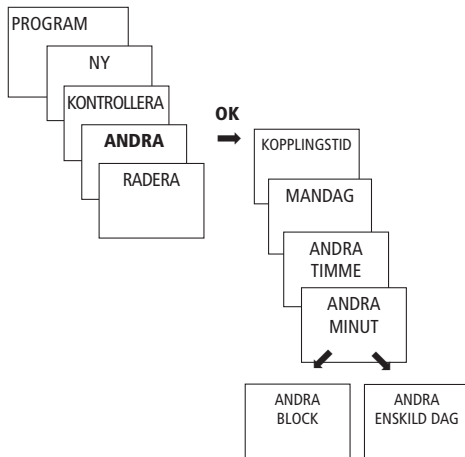 PROGRAM
NY
KONTROLLERA
ANDRA
RADERA
OK
KOPPLINGSTID
MANDAG
ANDRA
TIMME
ANDRA
MINUT
ANDRA
BLOCK
ANDRA
ENSKILD DAG